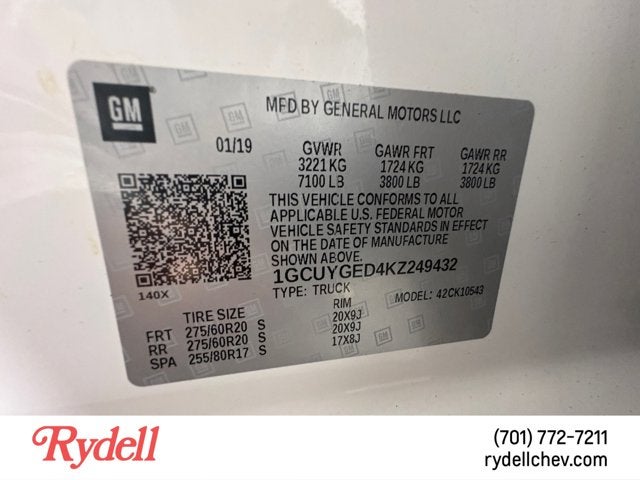 GM
MFD BY GENERAL MOTORS LLC
01/19
GVWR GAWR FRT GAWR RR
3221 KG 1724 KG 1724 KG
7100 LB 3800 LB 3800 LB
THIS VEHICLE CONFORMS TO ALL
APPLICABLE U.S. FEDERAL MOTOR
VEHICLE SAFETY STANDARDS IN EFFECT
ON THE DATE OF MANUFACTURE
SHOWN ABOVE.
1GCUYGED4KZ249432
140X
TYPE: TRUCK MODEL: 42CK10543
TIRE SIZE RIM
FRT 275/60R20 S 20X9J
RR 275/60R20 S 20X9J
SPA 255/80R17 S 17X8J
Rydell
(701) 772-7211
rydellchev.com